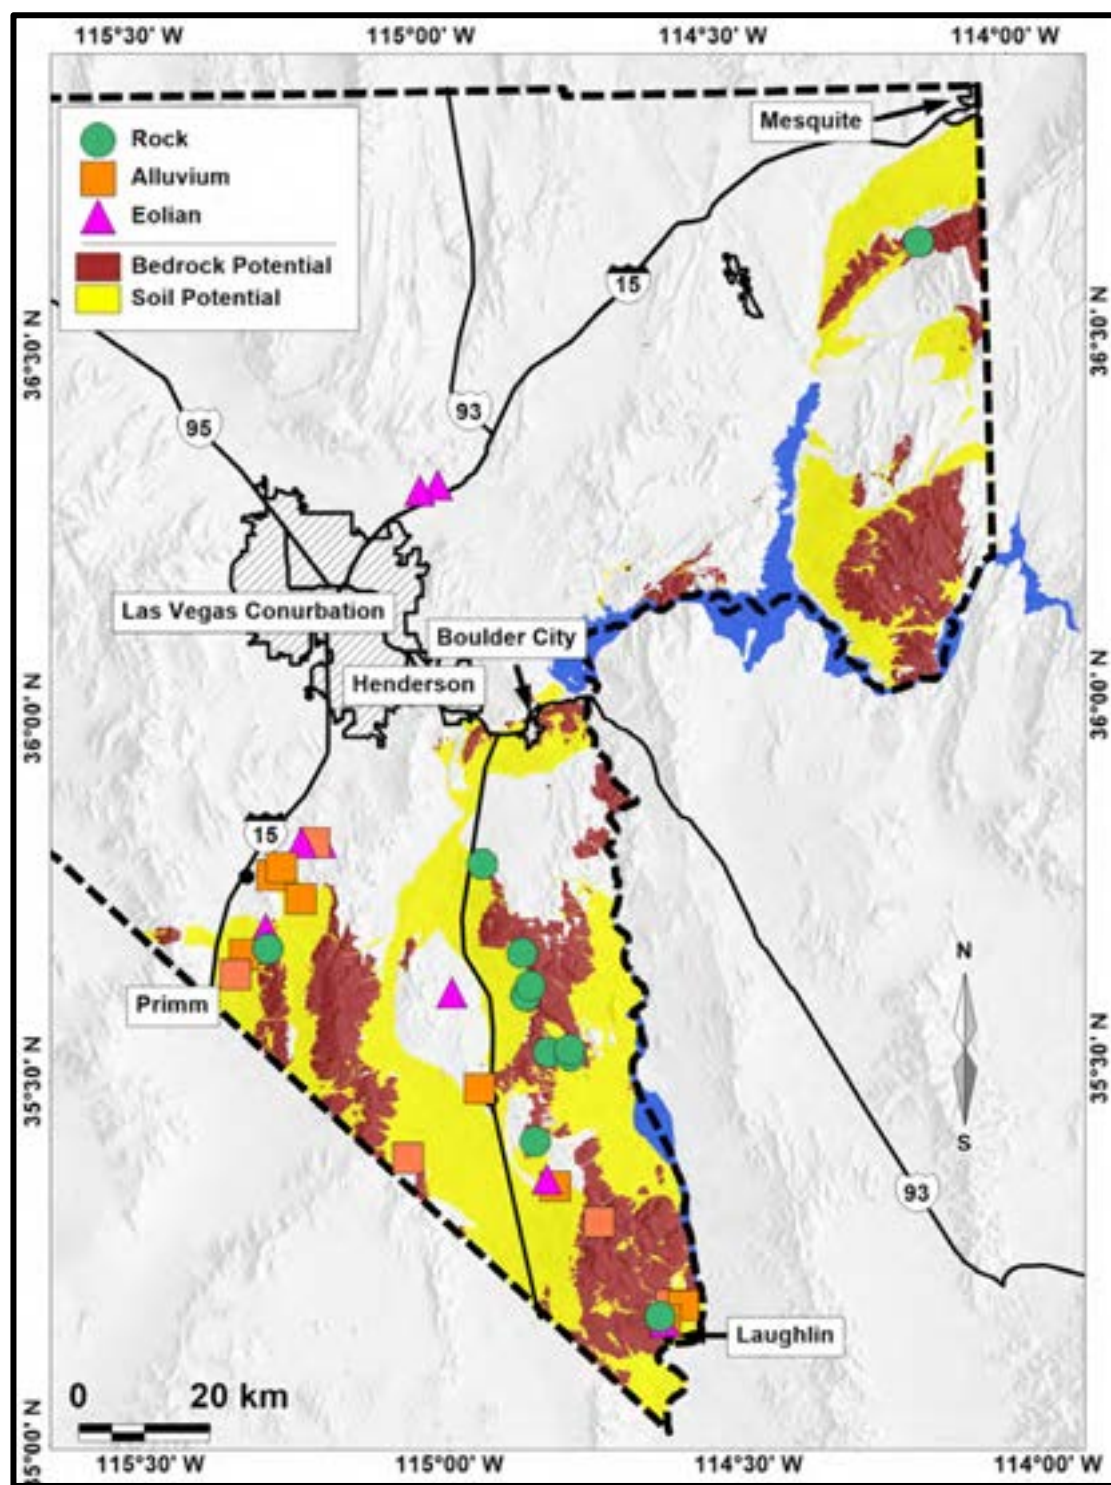 115°30' W 115°00' W 114°30' W 114°00' W
Mesquite
Rock
Alluvium
Eolian
Bedrock Potential
Soil Potential
15
36°30' N
36°30' N
93
95
Las Vegas Conurbation
Boulder City
Henderson
36°00' N
36°00' N
15
N
Primm
S
35°30' N
35°30' N
93
Laughlin
0 20 km
35°00' N
115°30' W 115°00' W 114°30' W 114°00' W